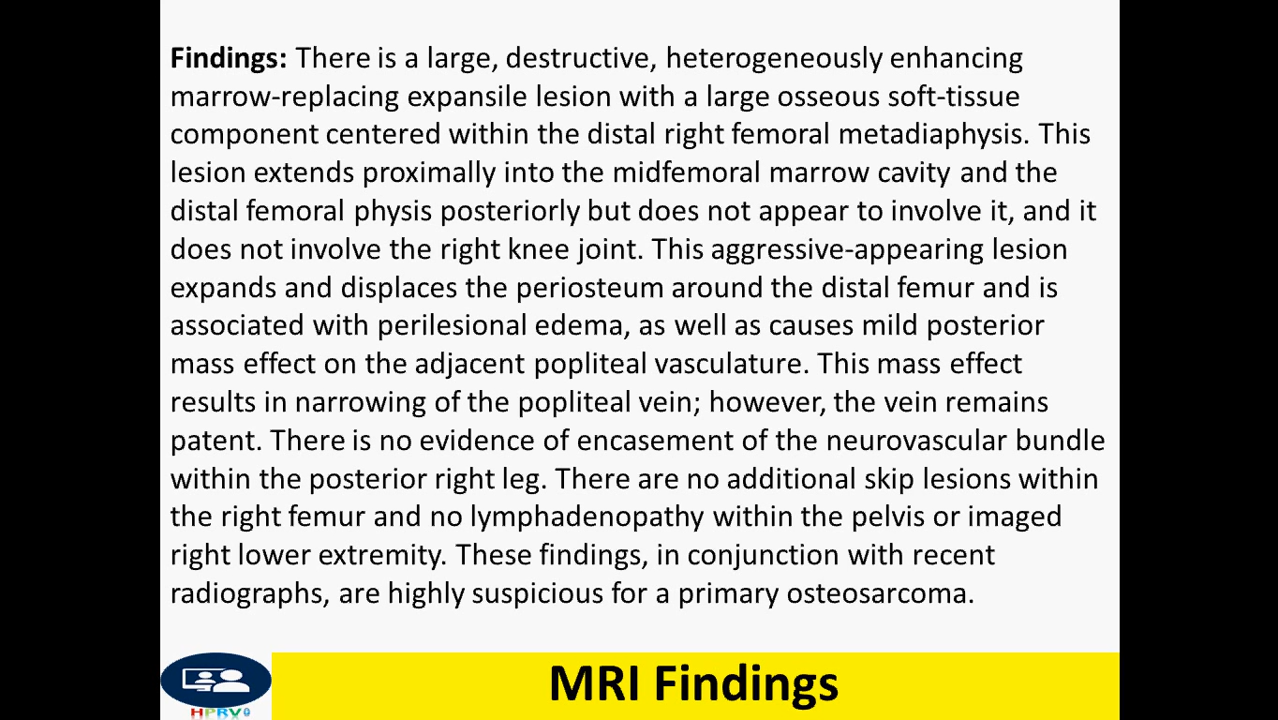 Findings: There is a large, destructive, heterogeneously enhancing
marrow-replacing expansile lesion with a large osseous soft-tissue
component centered within the distal right femoral metadiaphysis. This
lesion extends proximally into the midfemoral marrow cavity and the
distal femoral physis posteriorly but does not appear to involve it, and it
does not involve the right knee joint. This aggressive-appearing lesion
expands and displaces the periosteum around the distal femur and is
associated with perilesional edema, as well as causes mild posterior
mass effect on the adjacent popliteal vasculature. This mass effect
results in narrowing of the popliteal vein; however, the vein remains
patent. There is no evidence of encasement of the neurovascular bundle
within the posterior right leg. There are no additional skip lesions within
the right femur and no lymphadenopathy within the pelvis or imaged
right lower extremity. These findings, in conjunction with recent
radiographs, are highly suspicious for a primary osteosarcoma.
MRI Findings
HPRV